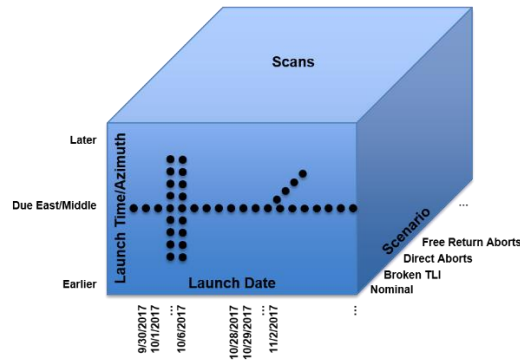 Scans
Later
Launch Time/Azimuth
Due East/Middle
Earlier
Launch Date
Scenario
...
Free Return Aborts
Direct Aborts
Broken TLI
Nominal
9/30/2017
10/1/2017
...
10/6/2017
10/28/2017
10/29/2017
...
11/2/2017
...